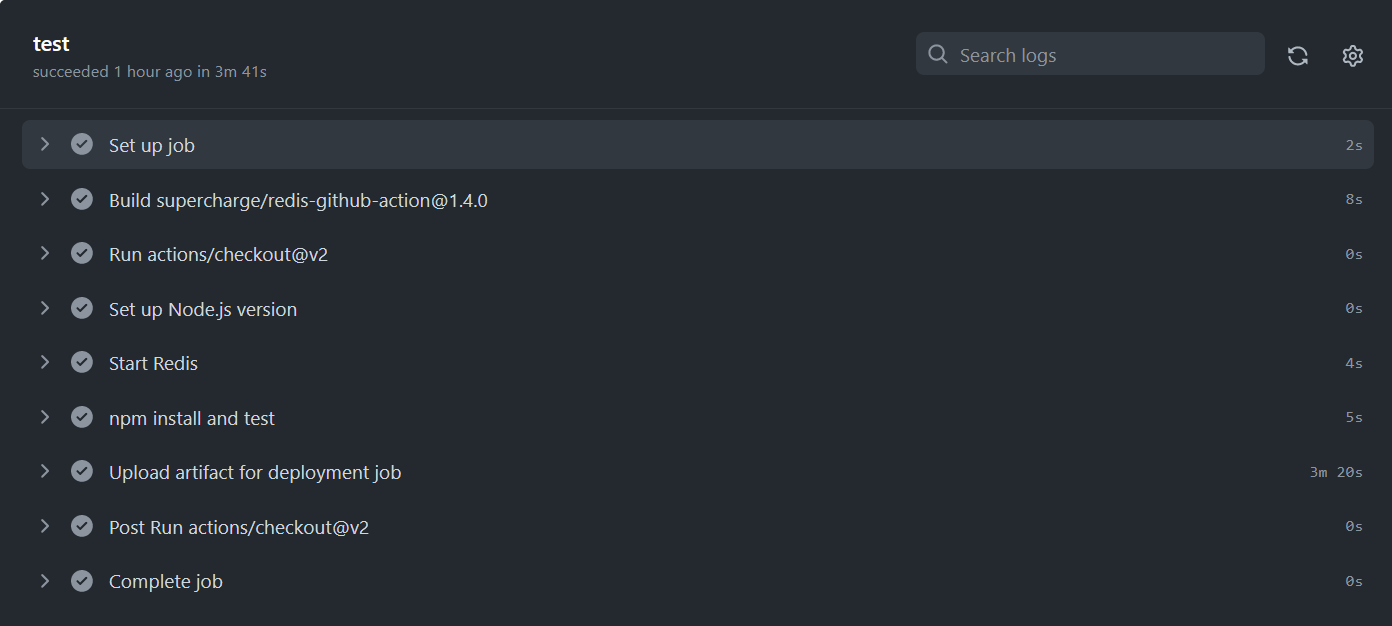 test
succeeded 1 hour ago in 3m 41s
Search logs
Set up job 2s
Build supercharge/redis-github-action@1.4.0 8s
Run actions/checkout@v2 0s
Set up Node.js version 0s
Start Redis 4s
npm install and test 5s
Upload artifact for deployment job 3m 20s
Post Run actions/checkout@v2 0s
Complete job 0s